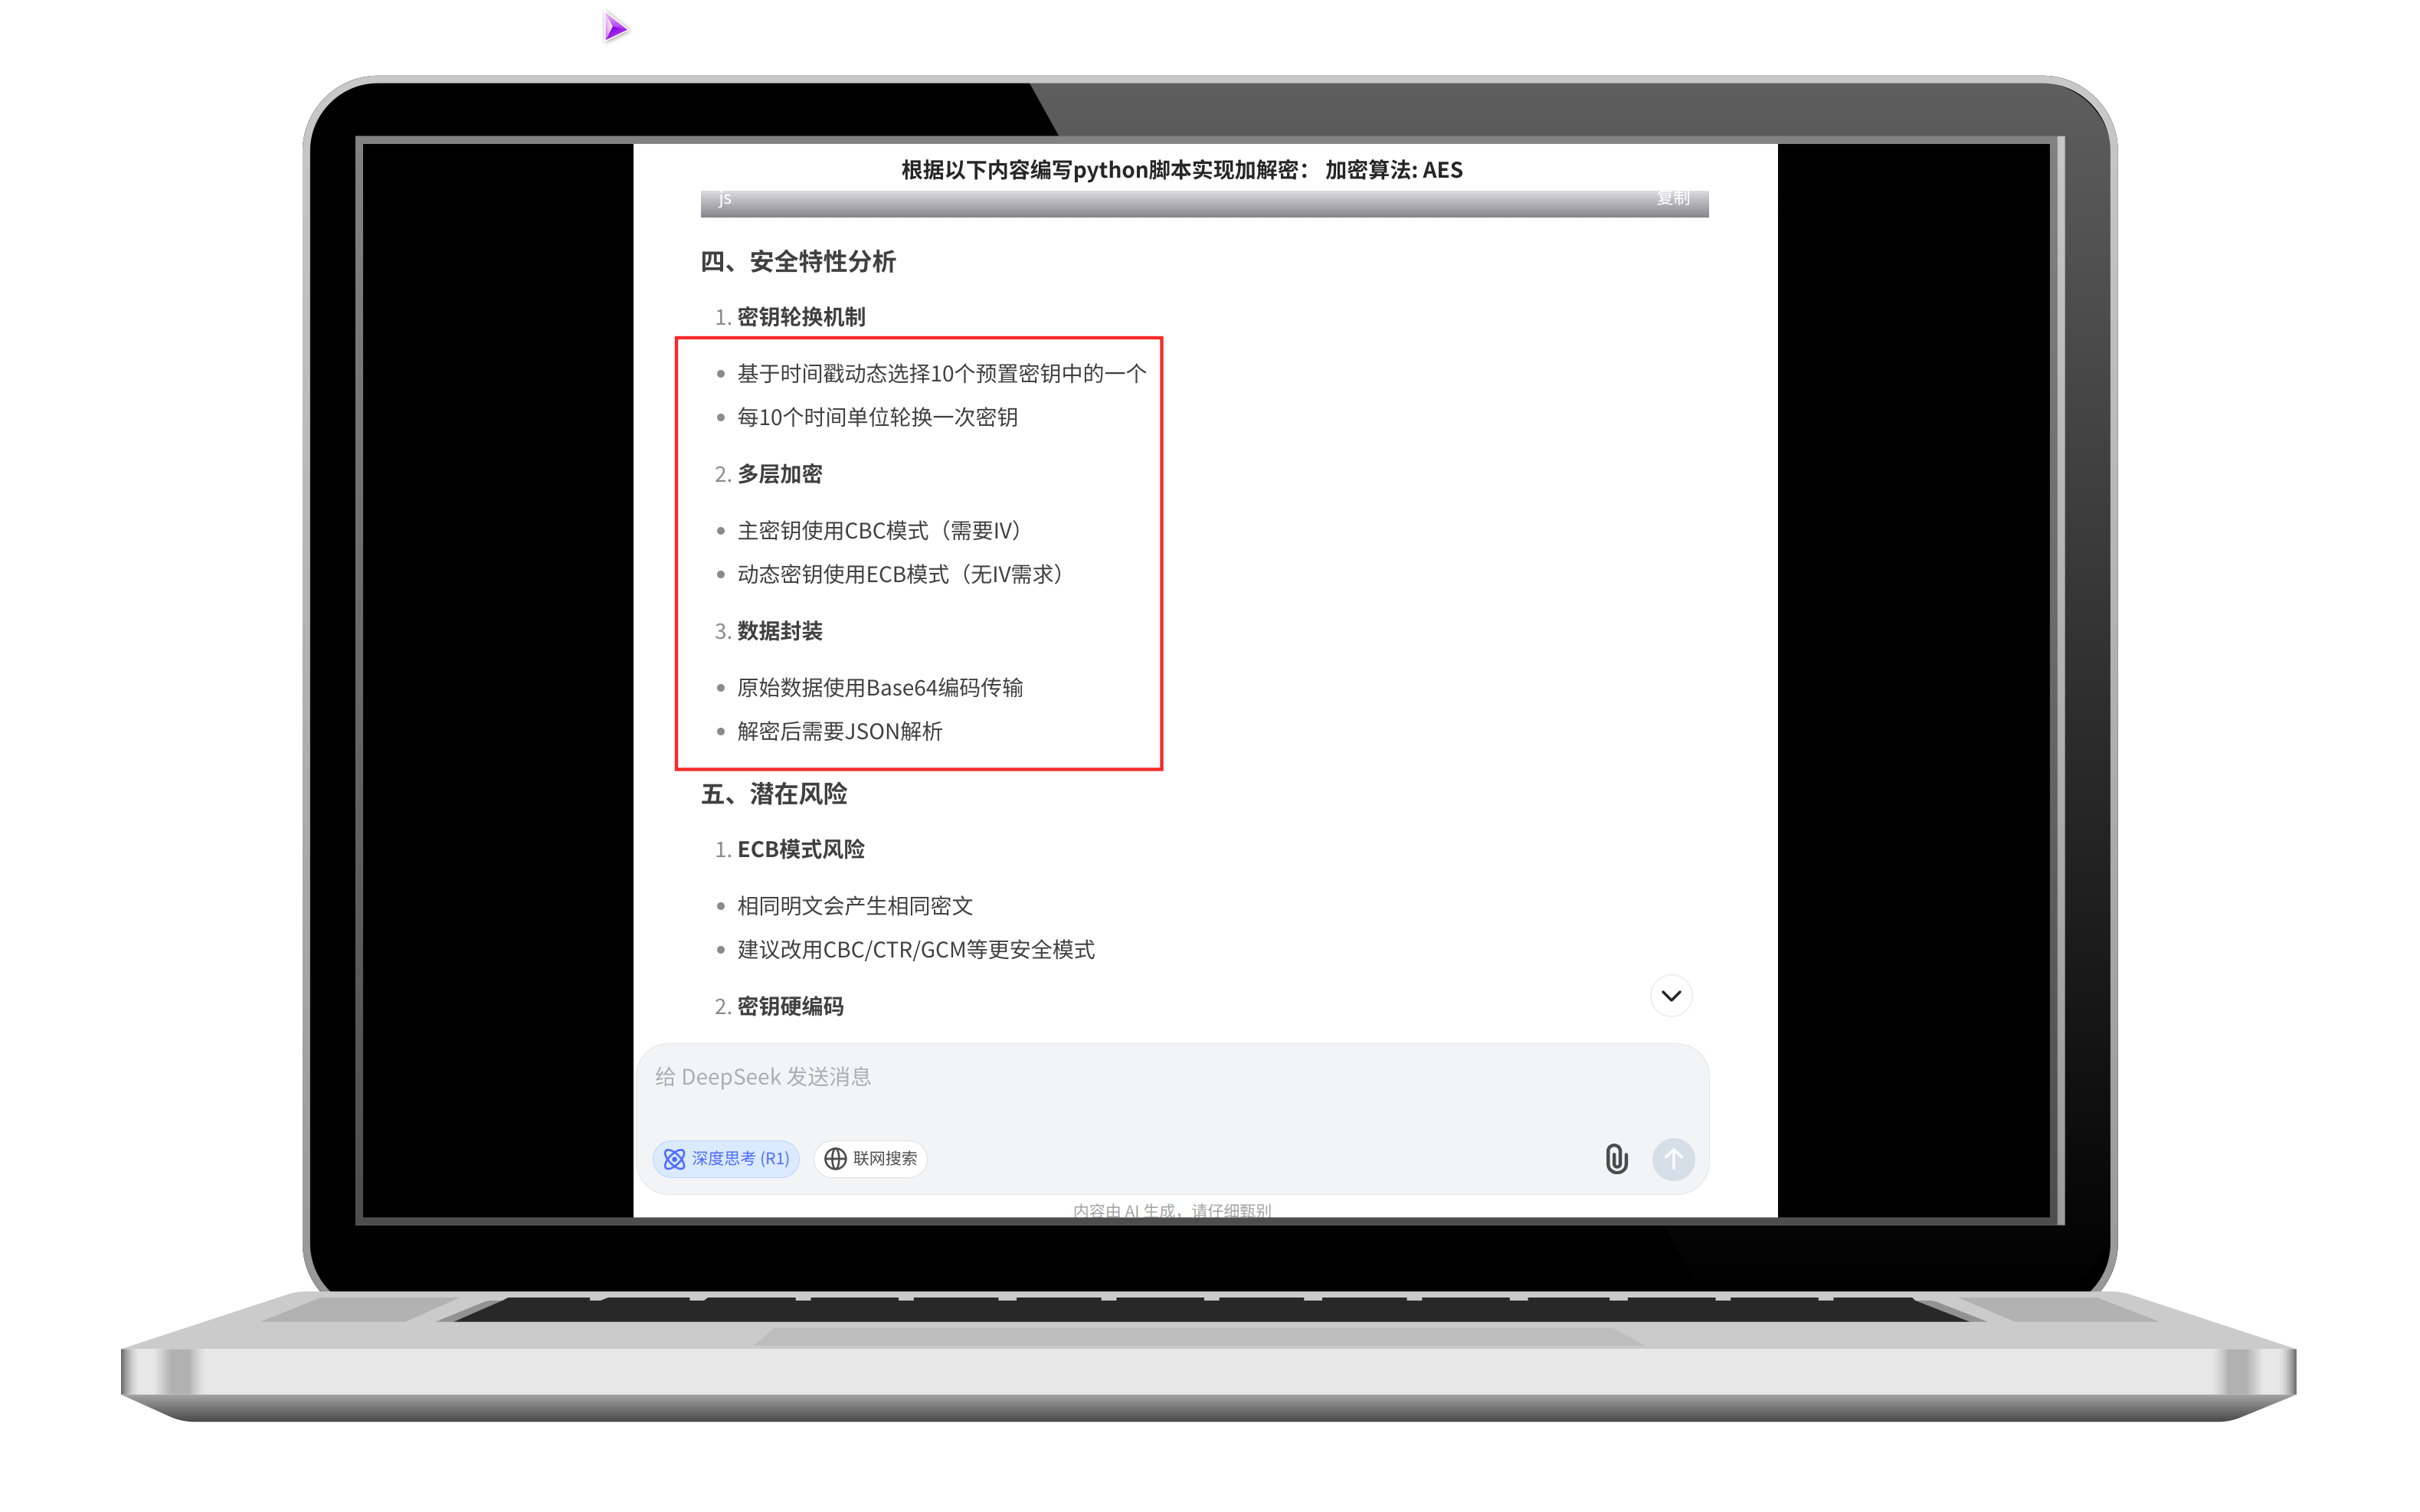 根据以下内容编写python脚本实现加解密： 加密算法: AES
js
复制
四、安全特性分析
1. 密钥轮换机制
基于时间戳动态选择10个预置密钥中的一个
每10个时间单位轮换一次密钥
2. 多层加密
主密钥使用CBC模式（需要IV）
动态密钥使用ECB模式（无IV需求）
3. 数据封装
原始数据使用Base64编码传输
解密后需要JSON解析
五、潜在风险
1. ECB模式风险
相同明文会产生相同密文
建议改用CBC/CTR/GCM等更安全模式
2. 密钥硬编码
给 DeepSeek 发送消息
深度思考 (R1)
联网搜索
内容由 AI 生成，请仔细甄别